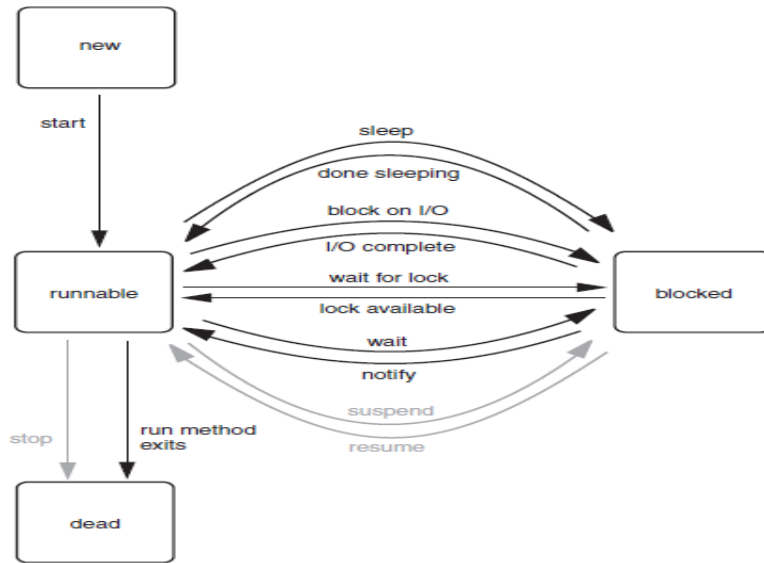 new
start
sleep
done sleeping
block on I/O
I/O complete
wait for lock
runnable
blocked
lock available
wait
notify
suspend
stop
run method
exits
resume
dead